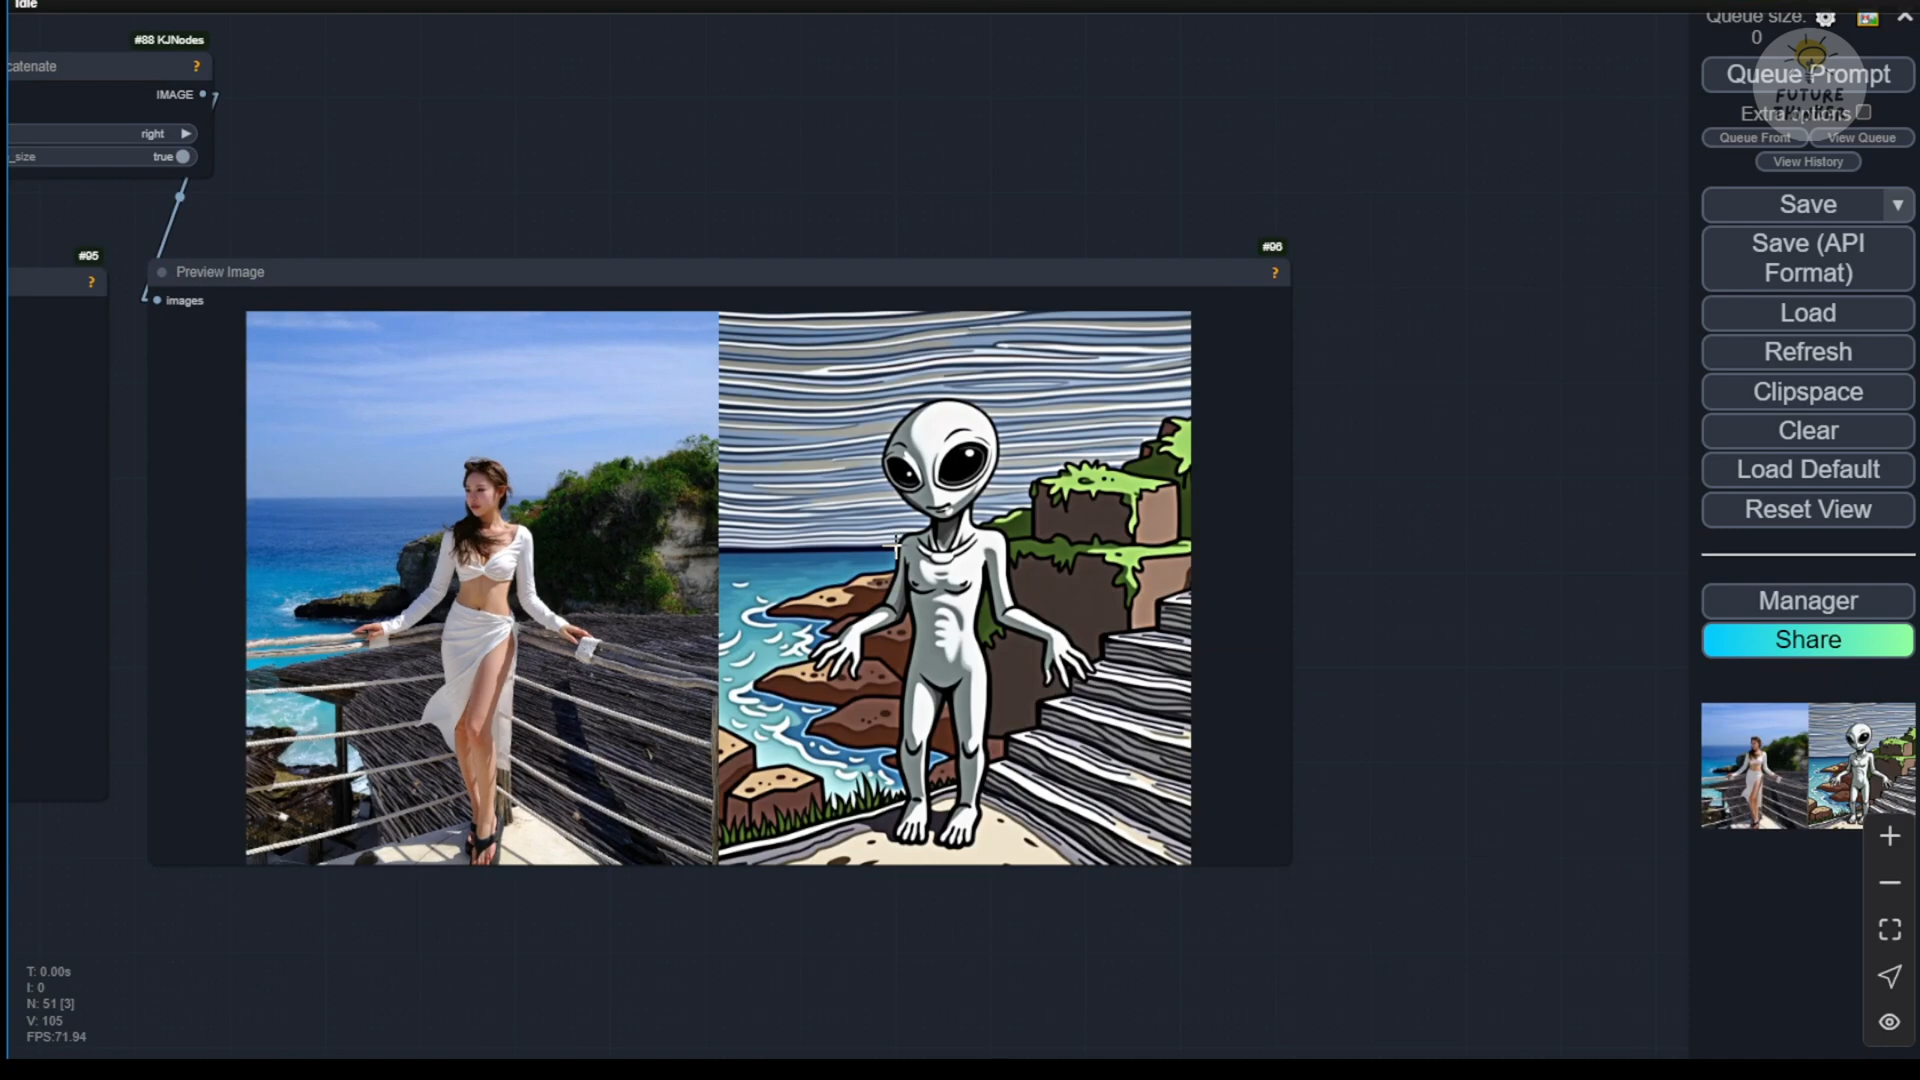 Idle
#88 KJNodes
catenate
?
IMAGE
right
_size
true
#95
?
#96
Preview Image
?
images
Queue size:
0
Queue Prompt
FUTURE
THINKER
Extra options
Queue Front
View Queue
View History
Save
Save (API
Format)
Load
Refresh
Clipspace
Clear
Load Default
Reset View
Manager
Share
T: 0.00s
I: 0
N: 51 [3]
V: 105
FPS:71.94